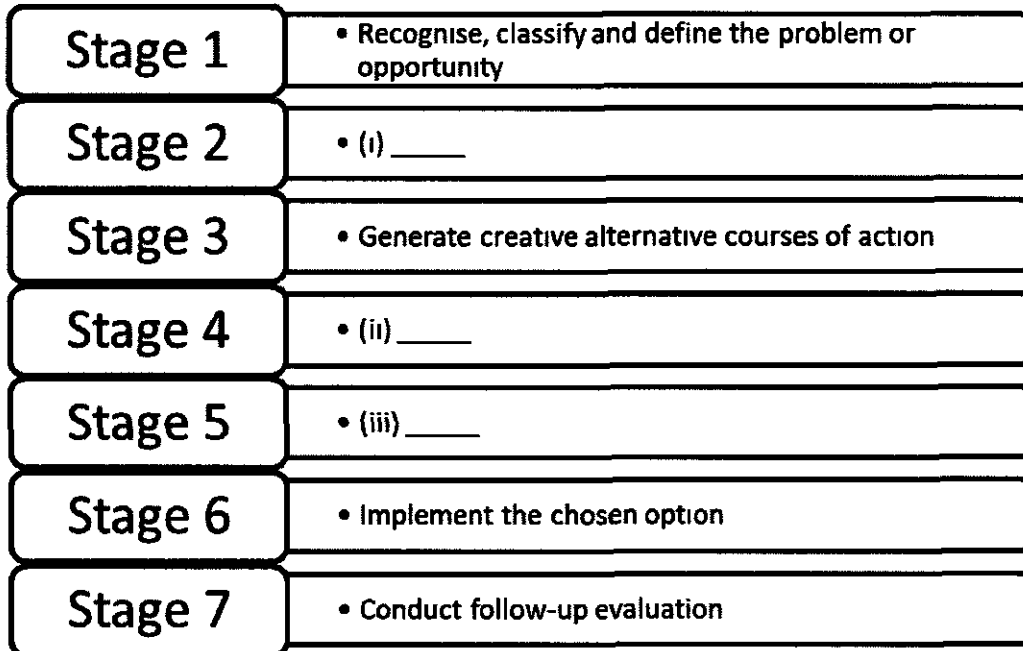 Stage 1
• Recognise, classify and define the problem or
opportunity
Stage 2
• (i) _____
Stage 3
• Generate creative alternative courses of action
Stage 4
• (ii) _____
Stage 5
• (iii) _____
Stage 6
• Implement the chosen option
Stage 7
• Conduct follow-up evaluation